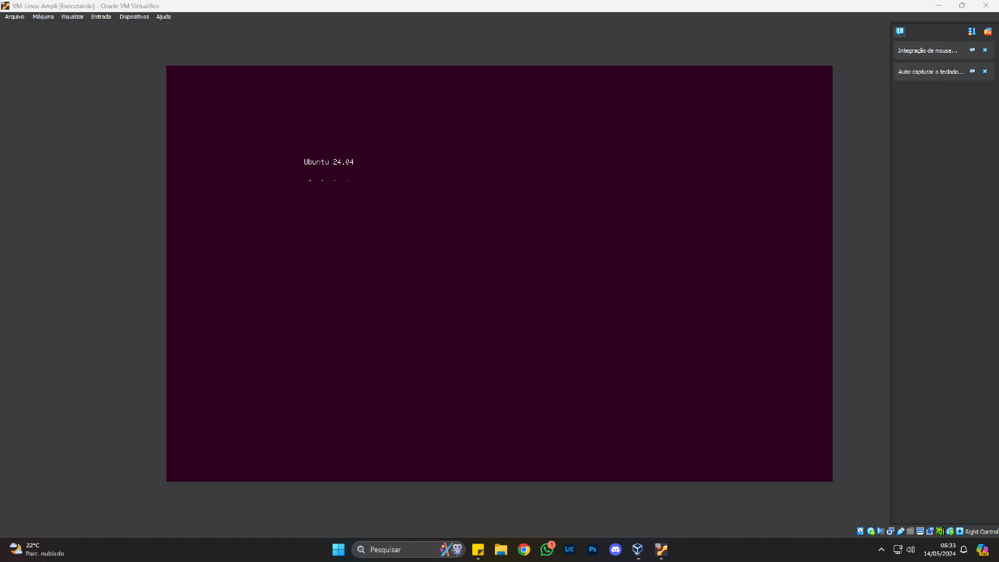 VM-Linux-Ampli [Executando] - Oracle VM VirtualBox
Arquivo Máquina Visualizar Entrada Dispositivos Ajuda
Integração de mouse...
Auto-capturar o teclado...
Ubuntu 24.04
Right Control
22°C
Parc. nublado
Pesquisar
1
LrC
Ps
06:33
14/05/2024